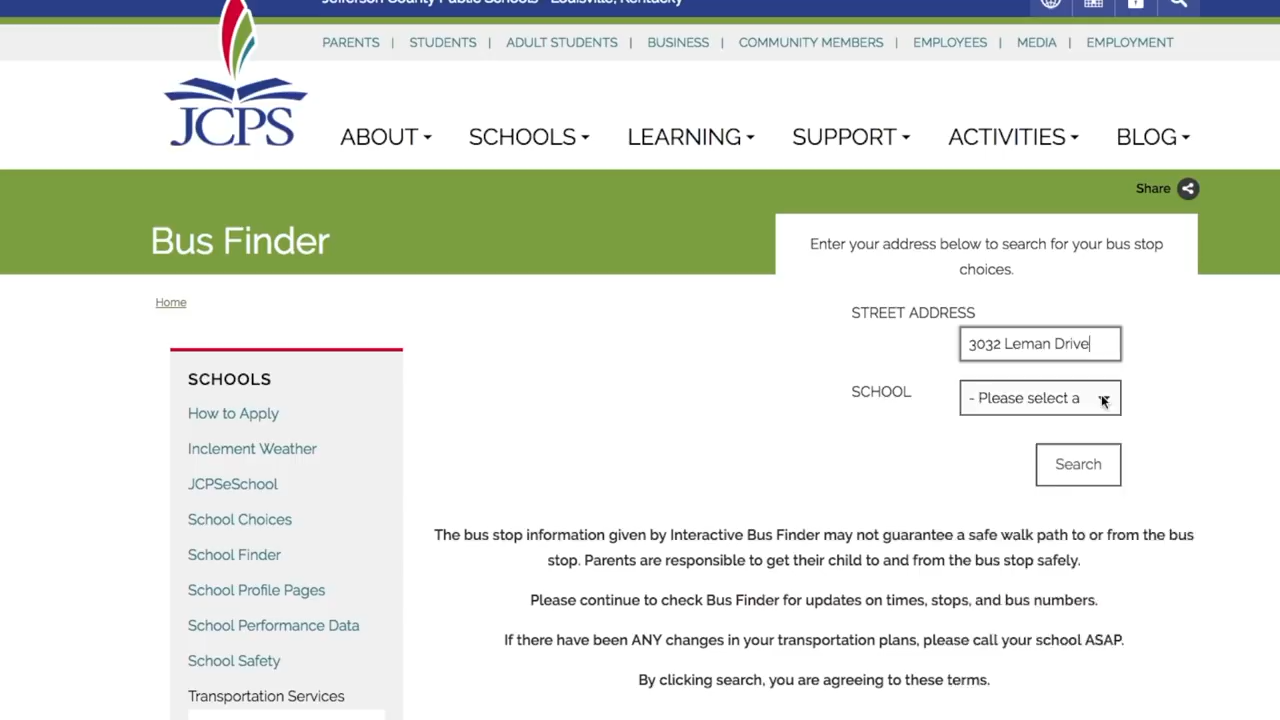 Jefferson County Public Schools - Louisville, Kentucky
PARENTS | STUDENTS | ADULT STUDENTS | BUSINESS | COMMUNITY MEMBERS | EMPLOYEES | MEDIA | EMPLOYMENT
JCPS
ABOUT SCHOOLS LEARNING SUPPORT ACTIVITIES BLOG
Share
Bus Finder
Enter your address below to search for your bus stop
choices.
Home
STREET ADDRESS
3032 Leman Drive
SCHOOL
- Please select a
Search
SCHOOLS
How to Apply
Inclement Weather
JCPSeSchool
School Choices
School Finder
School Profile Pages
School Performance Data
School Safety
Transportation Services
The bus stop information given by Interactive Bus Finder may not guarantee a safe walk path to or from the bus
stop. Parents are responsible to get their child to and from the bus stop safely.
Please continue to check Bus Finder for updates on times, stops, and bus numbers.
If there have been ANY changes in your transportation plans, please call your school ASAP.
By clicking search, you are agreeing to these terms.